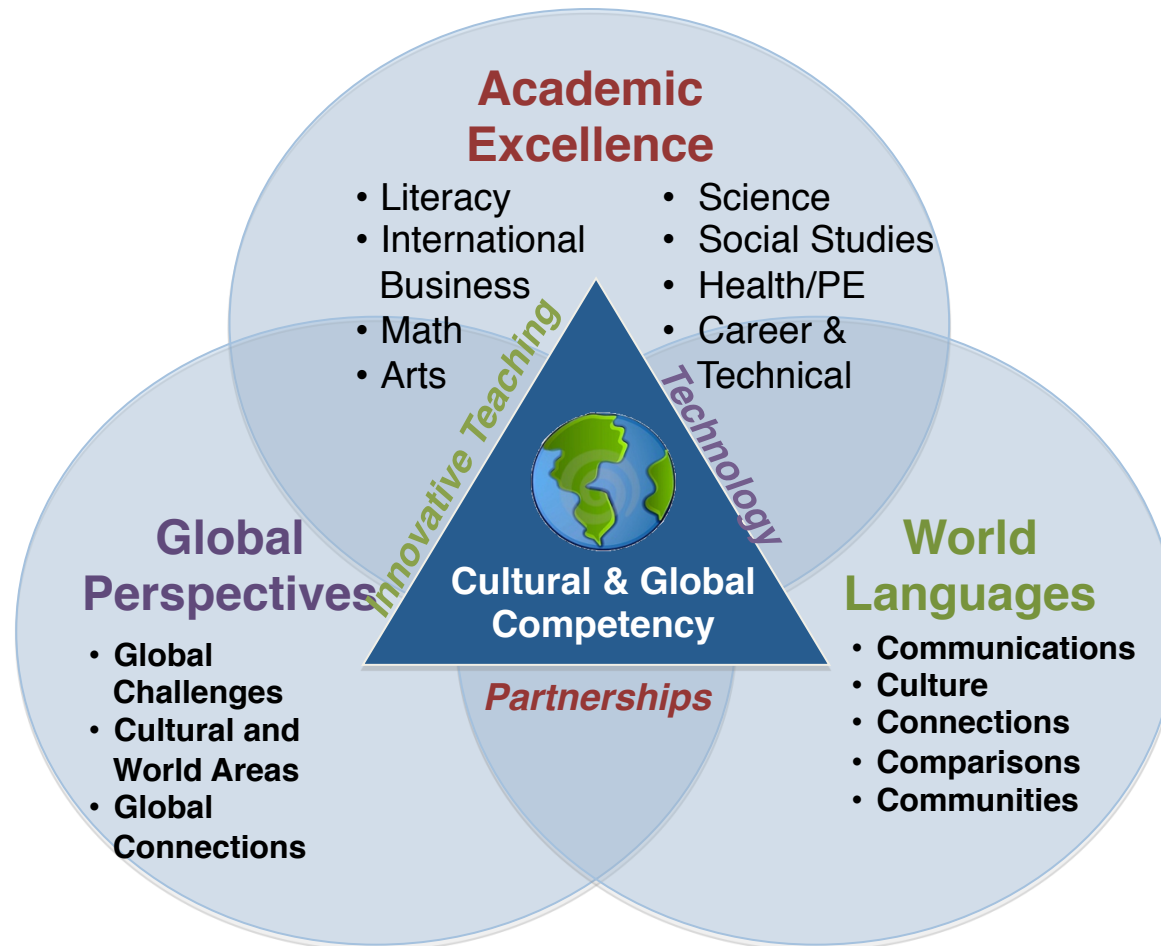 Academic
Excellence
• Literacy
• International
Business
• Math
• Arts
• Science
• Social Studies
• Health/PE
• Career &
Technical
Innovative Teaching
Technology
Cultural & Global
Competency
Partnerships
Global
Perspectives
• Global
Challenges
• Cultural and
World Areas
• Global
Connections
World
Languages
• Communications
• Culture
• Connections
• Comparisons
• Communities